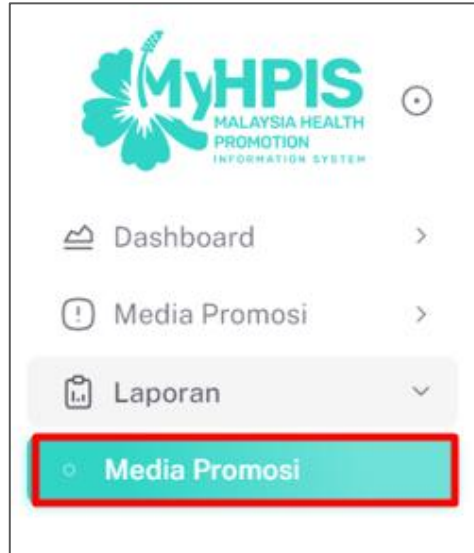 MyHPIS
MALAYSIA HEALTH
PROMOTION
INFORMATION SYSTEM
Dashboard
Media Promosi
Laporan
Media Promosi